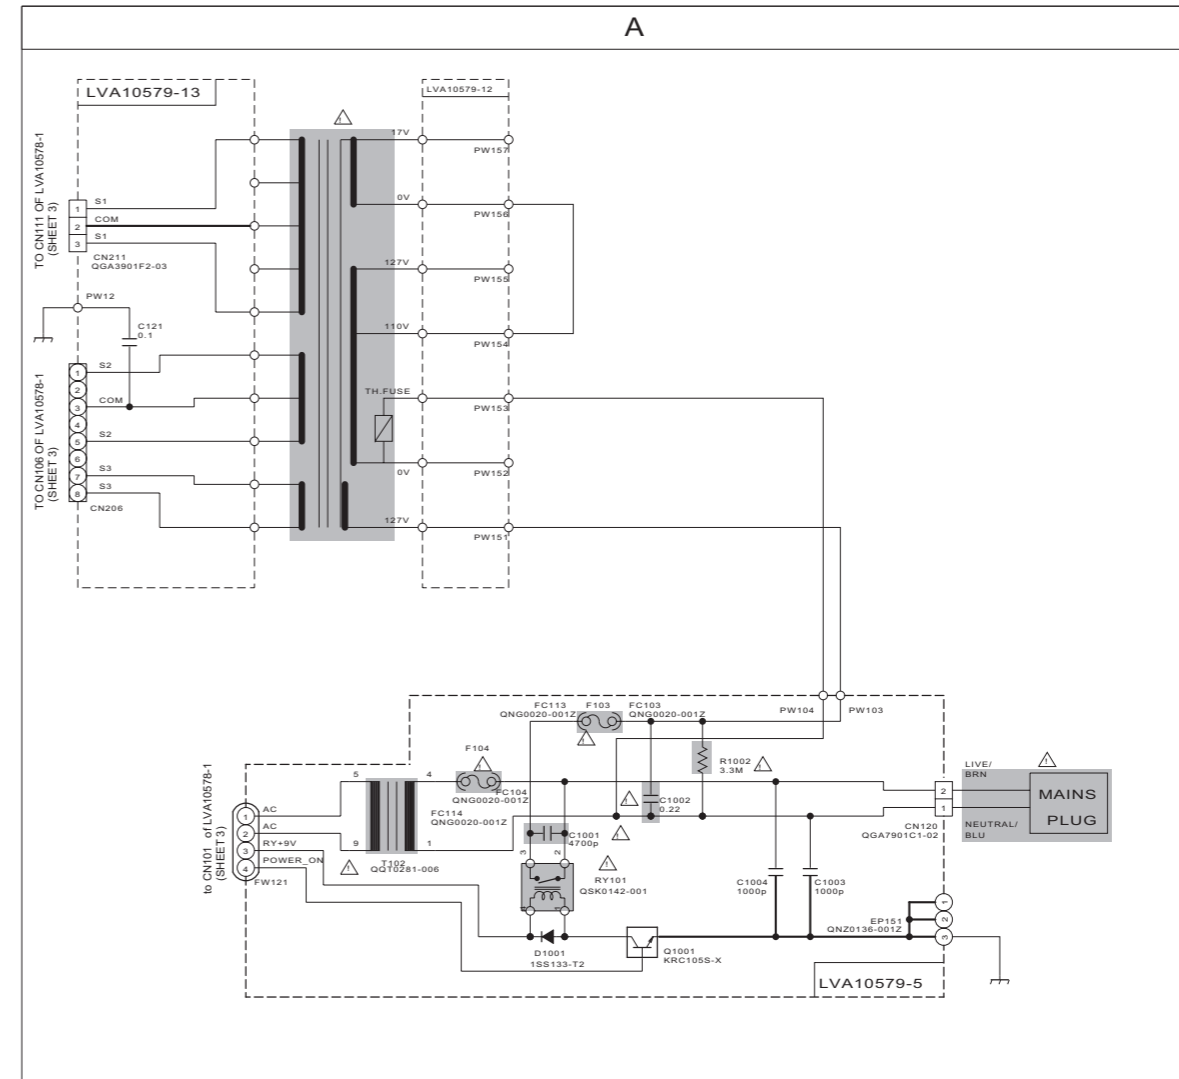 A
LVA10579-13
LVA10579-12
!
TO CN111 OF LVA10578-1
(SHEET 3)
1
2
3
S1
COM
S1
CN211
QGA3901F2-03
PW12
C121
0.1
TO CN106 OF LVA10578-1
(SHEET 3)
1
2
3
4
5
6
7
8
S2
COM
S2
S3
S3
CN206
17V
PW157
0V
PW156
127V
PW155
110V
PW154
TH.FUSE
PW153
0V
PW152
127V
PW151
to CN101 of LVA10578-1
(SHEET 3)
1
2
3
4
AC
AC
RY+9V
POWER_ON
FW121
5
4
9
1
!
T102
QQT0281-006
F104
!
FC104
QNG0020-001Z
FC114
QNG0020-001Z
FC113
QNG0020-001Z
F103
!
FC103
QNG0020-001Z
PW104
PW103
R1002
3.3M
!
!
C1002
0.22
!
C1001
4700p
3
2
!
RY101
QSK0142-001
D1001
1SS133-T2
Q1001
KRC105S-X
C1004
1000p
C1003
1000p
2
1
CN120
QGA7901C1-02
LIVE/
BRN
NEUTRAL/
BLU
!
MAINS
PLUG
1
2
3
EP151
QNZ0136-001Z
LVA10579-5